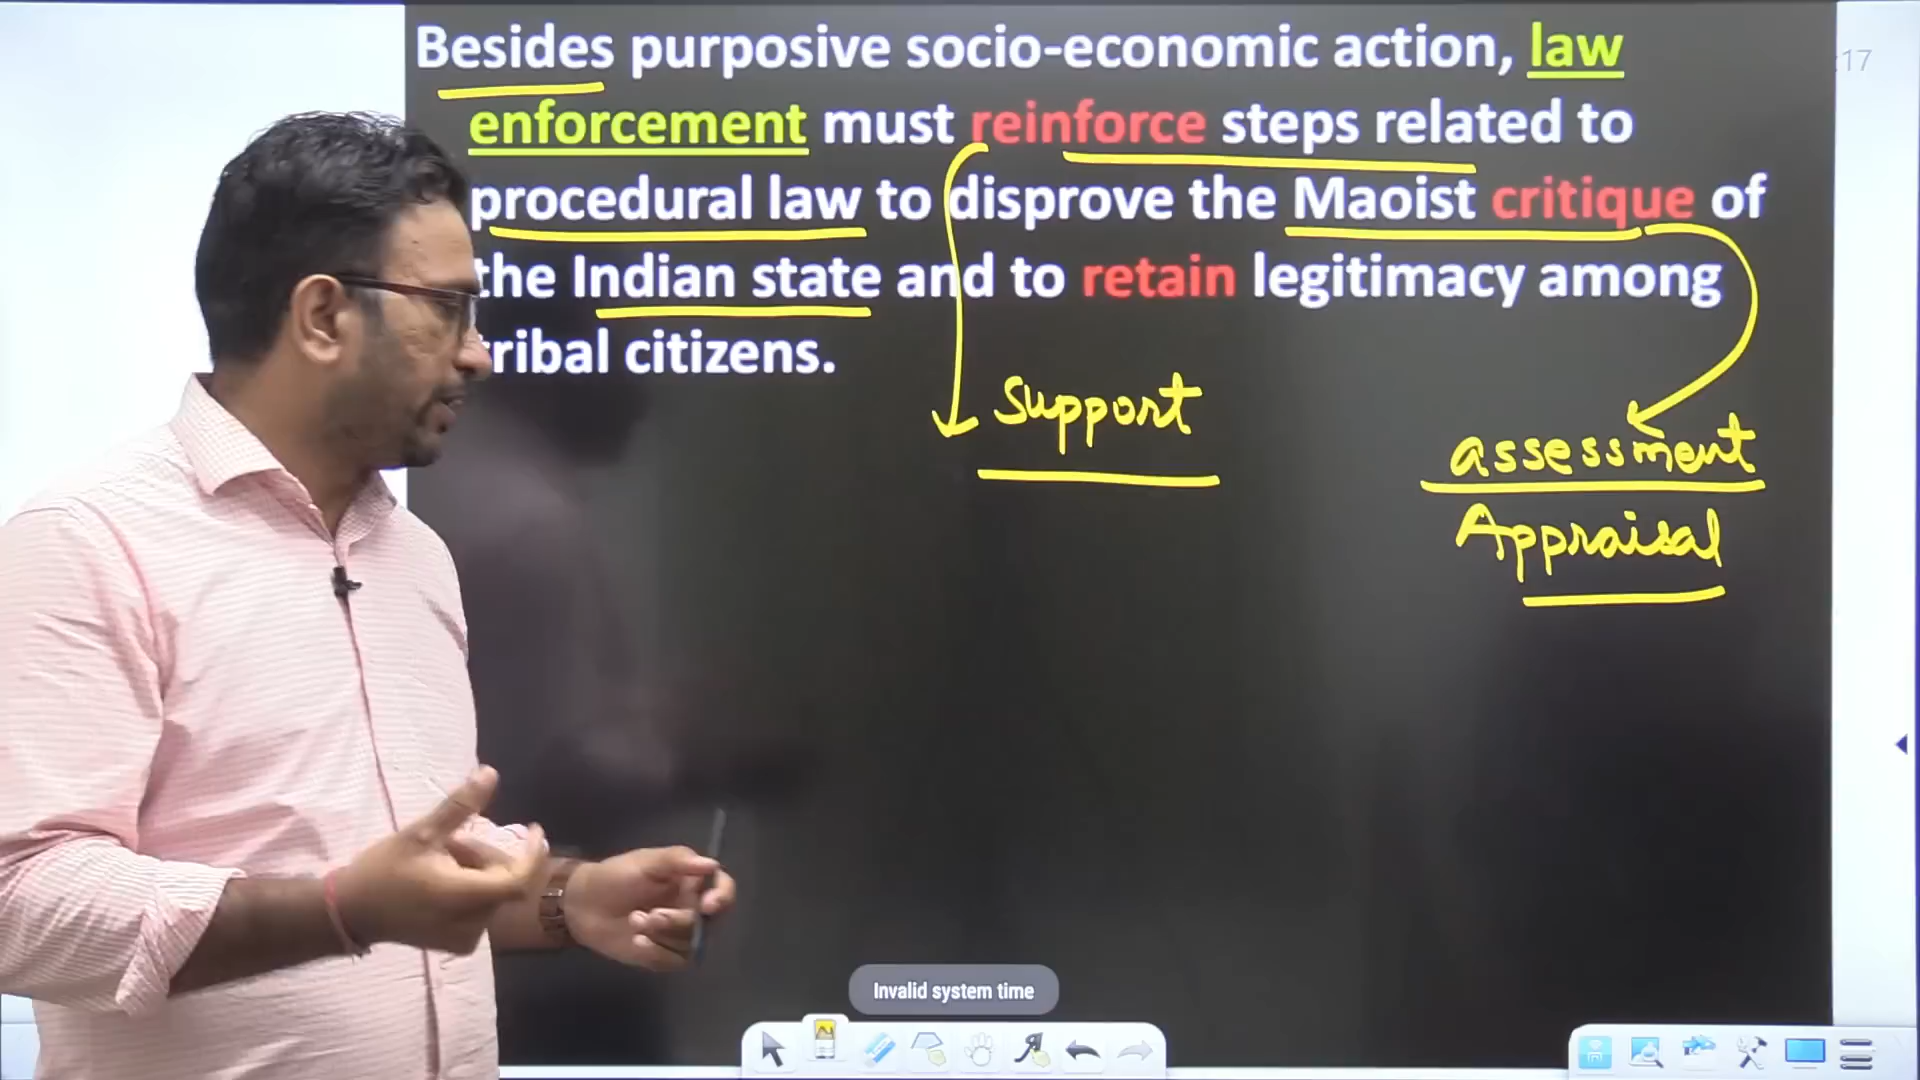 Besides purposive socio-economic action, law
:17
enforcement must reinforce steps related to
procedural law to disprove the Maoist critique of
the Indian state and to retain legitimacy among
tribal citizens.
support
assessment
Appraisal
Invalid system time